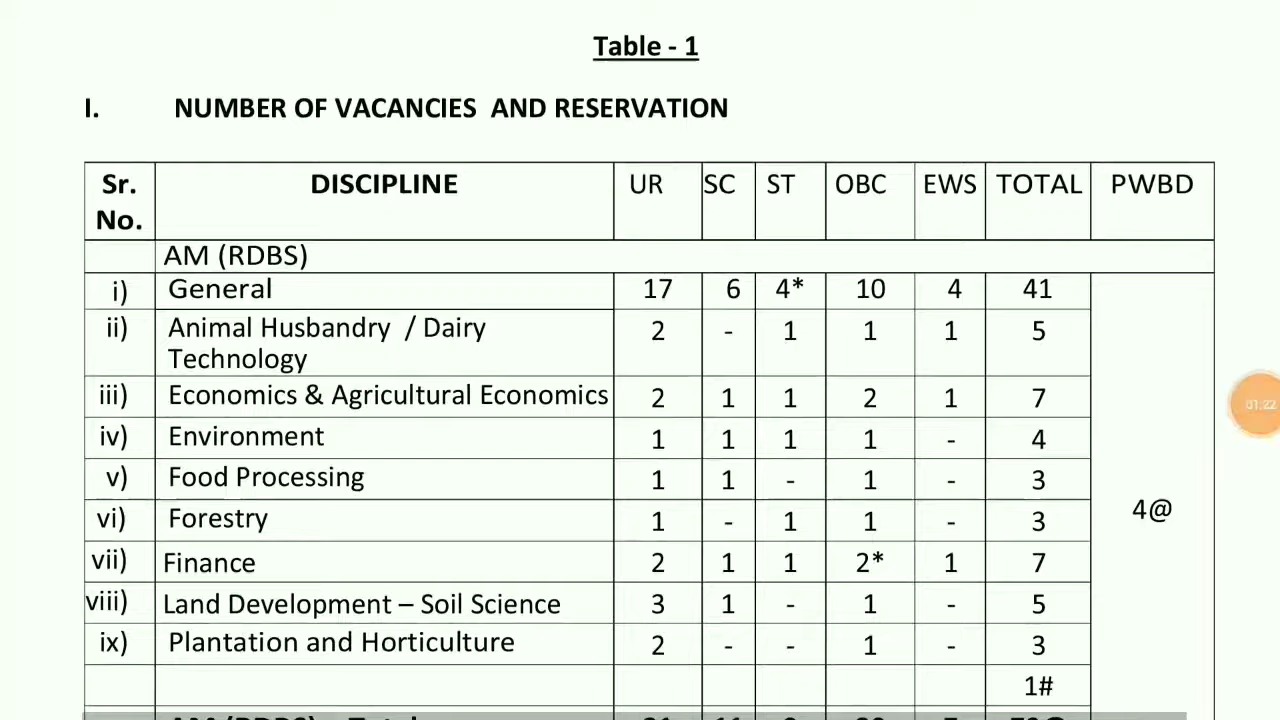 Table - 1
I. NUMBER OF VACANCIES AND RESERVATION
Sr. No. DISCIPLINE UR SC ST OBC EWS TOTAL PWBD
AM (RDBS)
i) General 17 6 4* 10 4 41
ii) Animal Husbandry / Dairy Technology 2 - 1 1 1 5
iii) Economics & Agricultural Economics 2 1 1 2 1 7
iv) Environment 1 1 1 1 - 4
v) Food Processing 1 1 - 1 - 3
4@
vi) Forestry 1 - 1 1 - 3
vii) Finance 2 1 1 2* 1 7
viii) Land Development – Soil Science 3 1 - 1 - 5
ix) Plantation and Horticulture 2 - - 1 - 3
1#